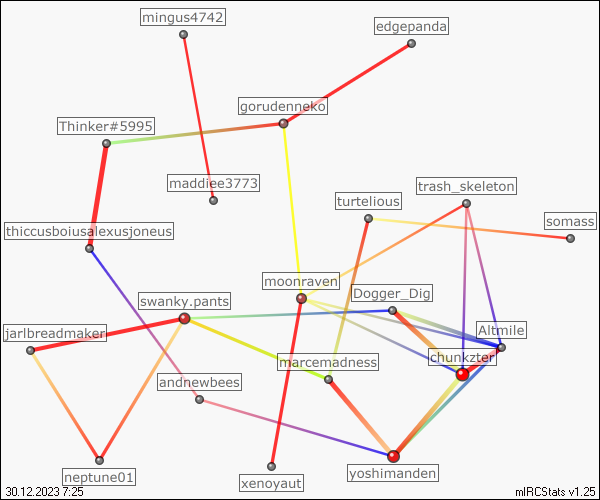 mingus4742
edgepanda
gorudenneko
Thinker#5995
maddiee3773
trash_skeleton
turtelious
somass
thiccusboiusalexusjoneus
moonraven
Dogger_Dig
swanky.pants
jarlbreadmaker
Altmile
chunkzter
marcenadness
andnewbees
neptune01
xenoyaut
yoshimanden
30.12.2023 7:25
mIRCStats v1.25